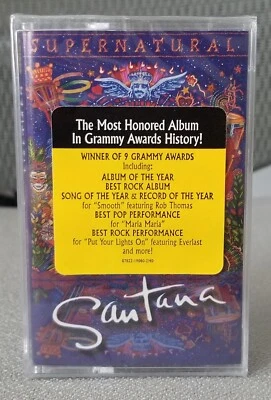 SUPERNATURAL
The Most Honored Album
In Grammy Awards History!
WINNER OF 9 GRAMMY AWARDS
Including:
ALBUM OF THE YEAR
BEST ROCK ALBUM
SONG OF THE YEAR & RECORD OF THE YEAR
for "Smooth" featuring Rob Thomas
BEST POP PERFORMANCE
for "Maria Maria"
BEST ROCK PERFORMANCE
for "Put Your Lights On" featuring Everlast
and more!
Santana